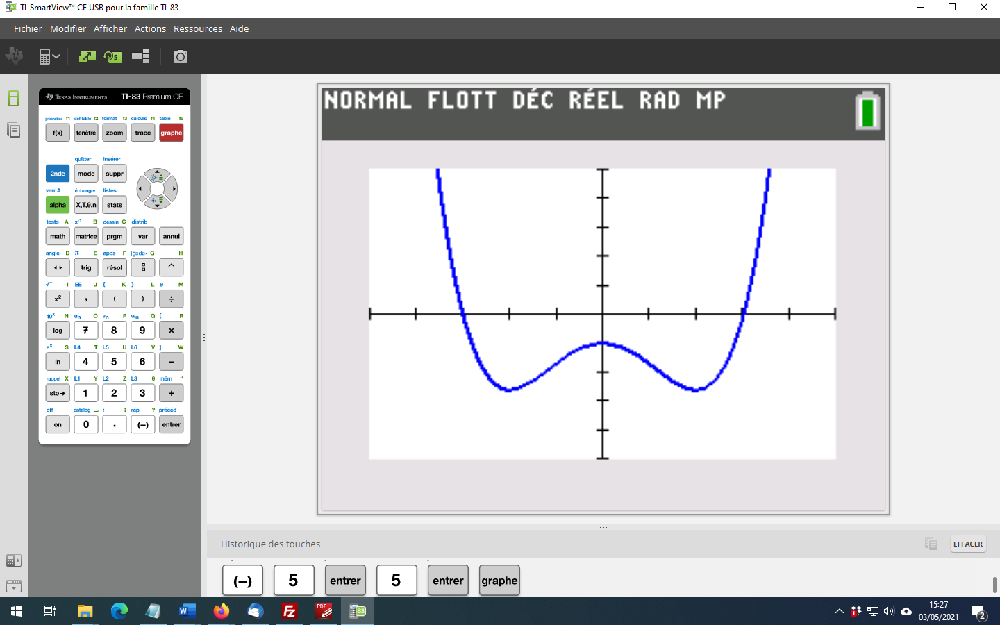 TI-SmartView™ CE USB pour la famille TI-83
Fichier Modifier Afficher Actions Ressources Aide
TEXAS INSTRUMENTS TI-83 Premium CE
graphstats f1 déf table f2 format f3 calculs f4 table f5
f(x) fenêtre zoom trace graphe
quitter insérer
2nde mode suppr
verr A échanger listes
alpha X,T,θ,n stats
tests A x⁻¹ B dessin C distrib
math matrice prgm var annul
angle D π E apps F G H
trig résol ^
√ I EE J { K } L e M
x² , ( ) ÷
10ˣ N uₙ O vₙ P wₙ Q [ R
log 7 8 9 ×
eˣ S L4 T L5 U L6 V ] W
ln 4 5 6 −
rappel X L1 Y L2 Z L3 θ mém "
sto→ 1 2 3 +
off catalog i : rép ? précéd
on 0 . (−) entrer
NORMAL FLOTT DÉC RÉEL RAD MP
Historique des touches EFFACER
(−) 5 entrer 5 entrer graphe
15:27
03/05/2021
2